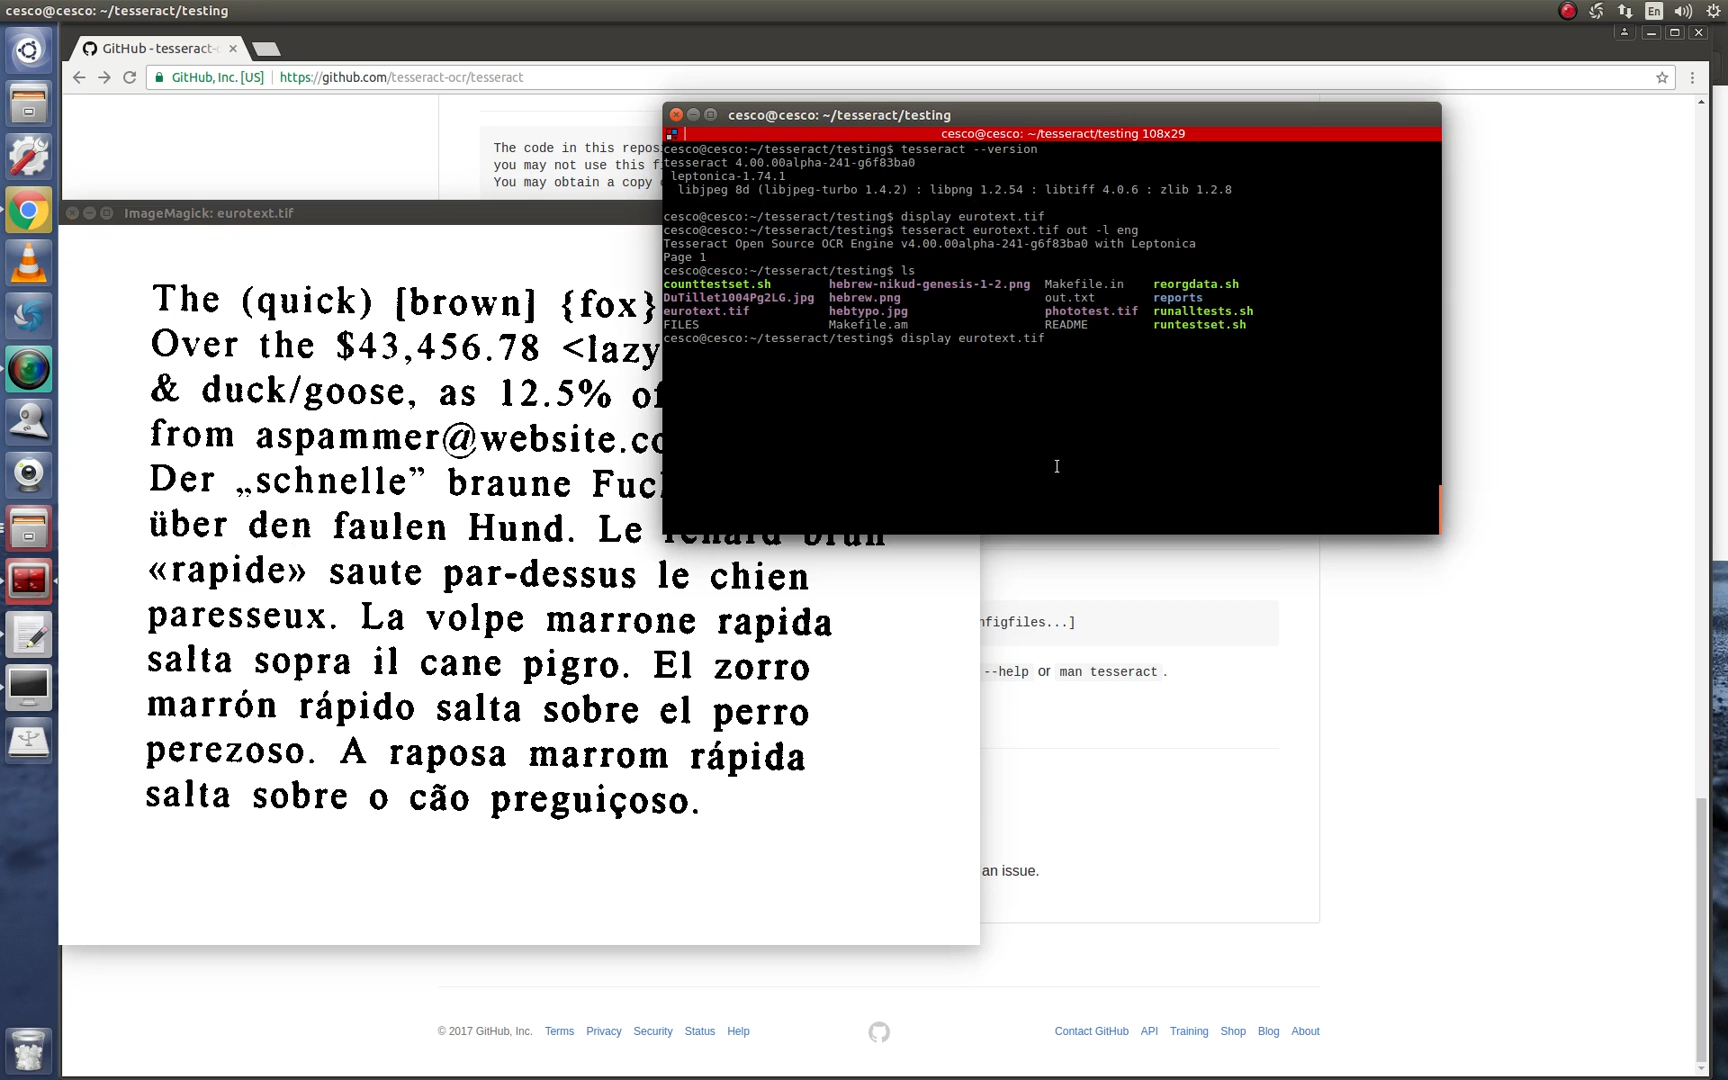 cesco@cesco: ~/tesseract/testing
En
GitHub - tesseract-
GitHub, Inc. [US]
https://github.com/tesseract-ocr/tesseract
The code in this repos
you may not use this f
You may obtain a copy
ImageMagick: eurotext.tif
The (quick) [brown] {fox}
Over the $43,456.78 <lazy
& duck/goose, as 12.5% of
from aspammer@website.co
Der „schnelle” braune Fuch
über den faulen Hund. Le renard brun
«rapide» saute par-dessus le chien
paresseux. La volpe marrone rapida
salta sopra il cane pigro. El zorro
marrón rápido salta sobre el perro
perezoso. A raposa marrom rápida
salta sobre o cão preguiçoso.
cesco@cesco: ~/tesseract/testing
cesco@cesco: ~/tesseract/testing 108x29
cesco@cesco:~/tesseract/testing$ tesseract --version
tesseract 4.00.00alpha-241-g6f83ba0
leptonica-1.74.1
libjpeg 8d (libjpeg-turbo 1.4.2) : libpng 1.2.54 : libtiff 4.0.6 : zlib 1.2.8
cesco@cesco:~/tesseract/testing$ display eurotext.tif
cesco@cesco:~/tesseract/testing$ tesseract eurotext.tif out -l eng
Tesseract Open Source OCR Engine v4.00.00alpha-241-g6f83ba0 with Leptonica
Page 1
cesco@cesco:~/tesseract/testing$ ls
counttestset.sh hebrew-nikud-genesis-1-2.png Makefile.in reorgdata.sh
DuTillet1004Pg2LG.jpg hebrew.png out.txt reports
eurotext.tif hebtypo.jpg phototest.tif runalltests.sh
FILES Makefile.am README runtestset.sh
cesco@cesco:~/tesseract/testing$ display eurotext.tif
nfigfiles...]
--help or man tesseract .
an issue.
© 2017 GitHub, Inc. Terms Privacy Security Status Help
Contact GitHub API Training Shop Blog About